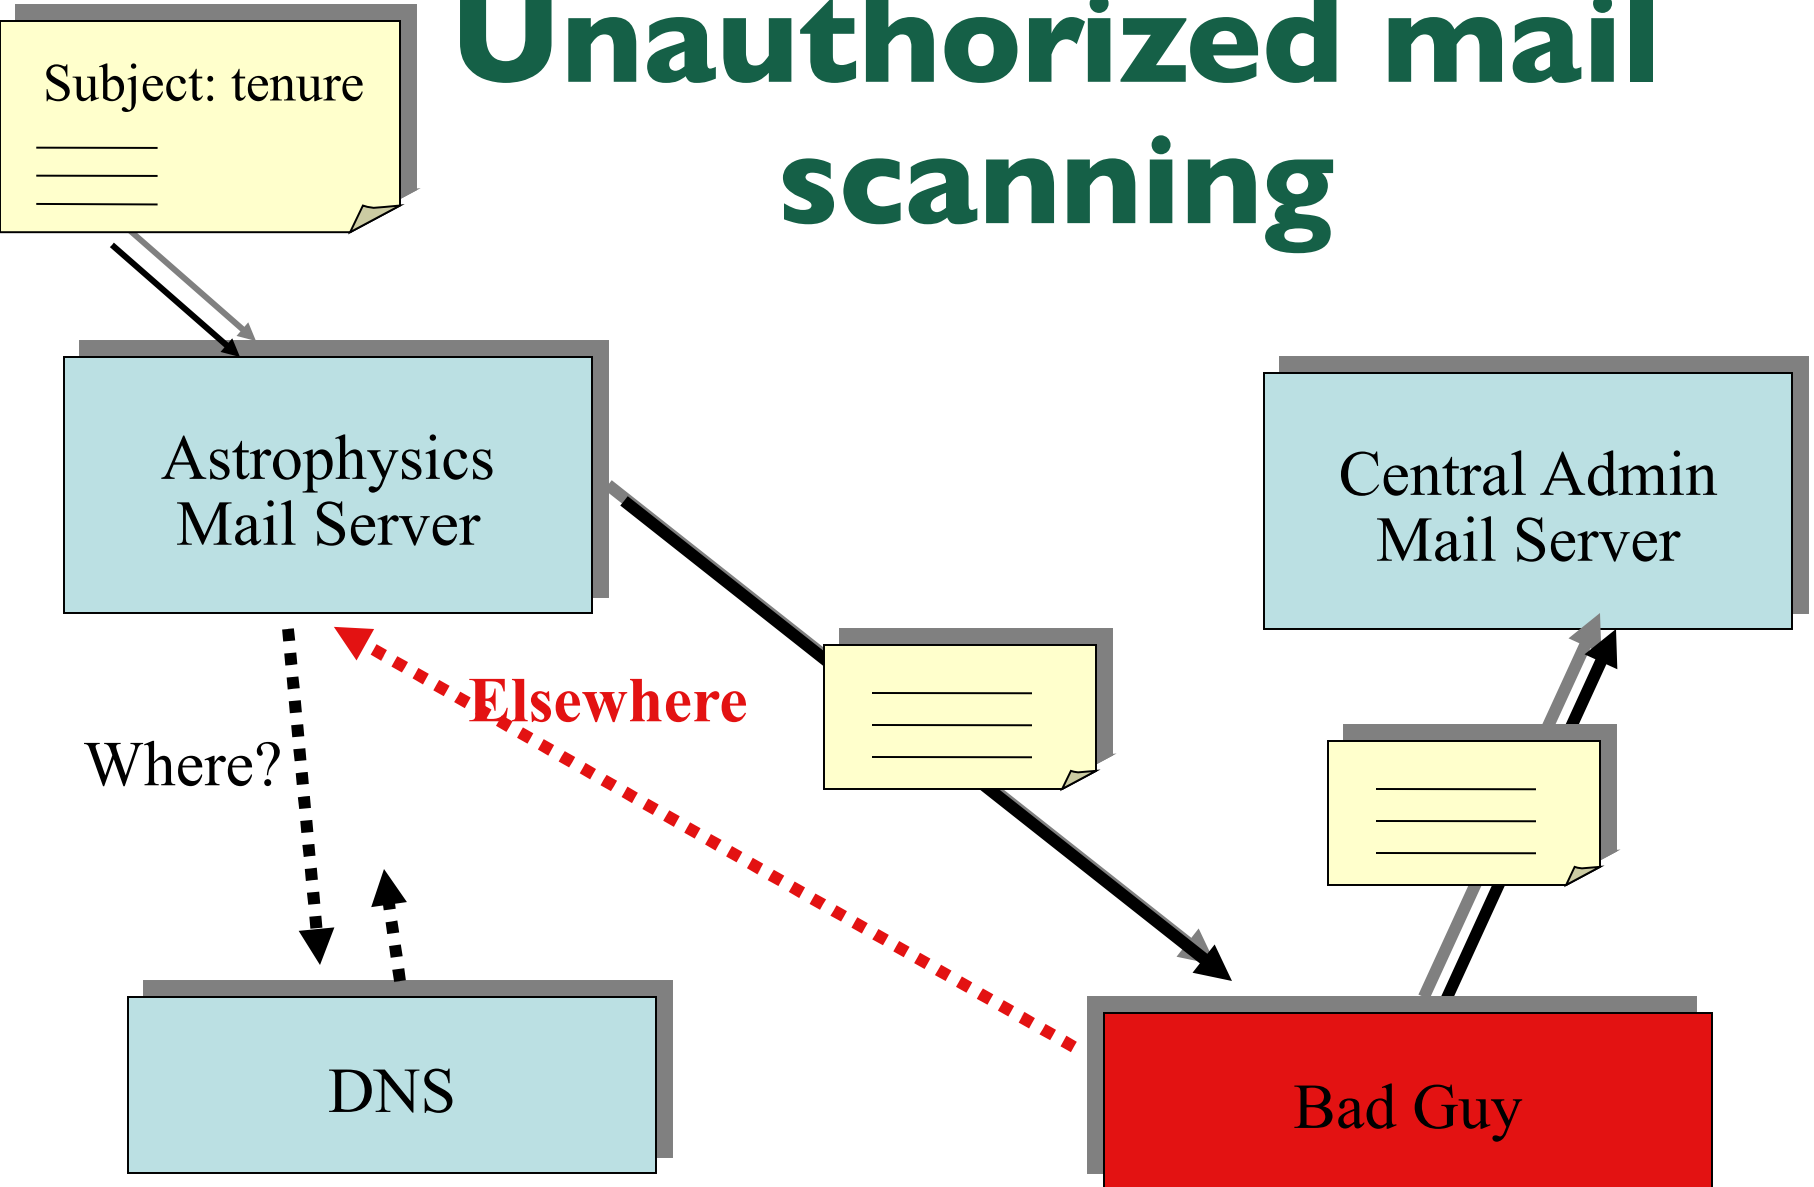 Unauthorized mail
scanning
Subject: tenure
Astrophysics
Mail Server
Central Admin
Mail Server
Elsewhere
Where?
DNS
Bad Guy